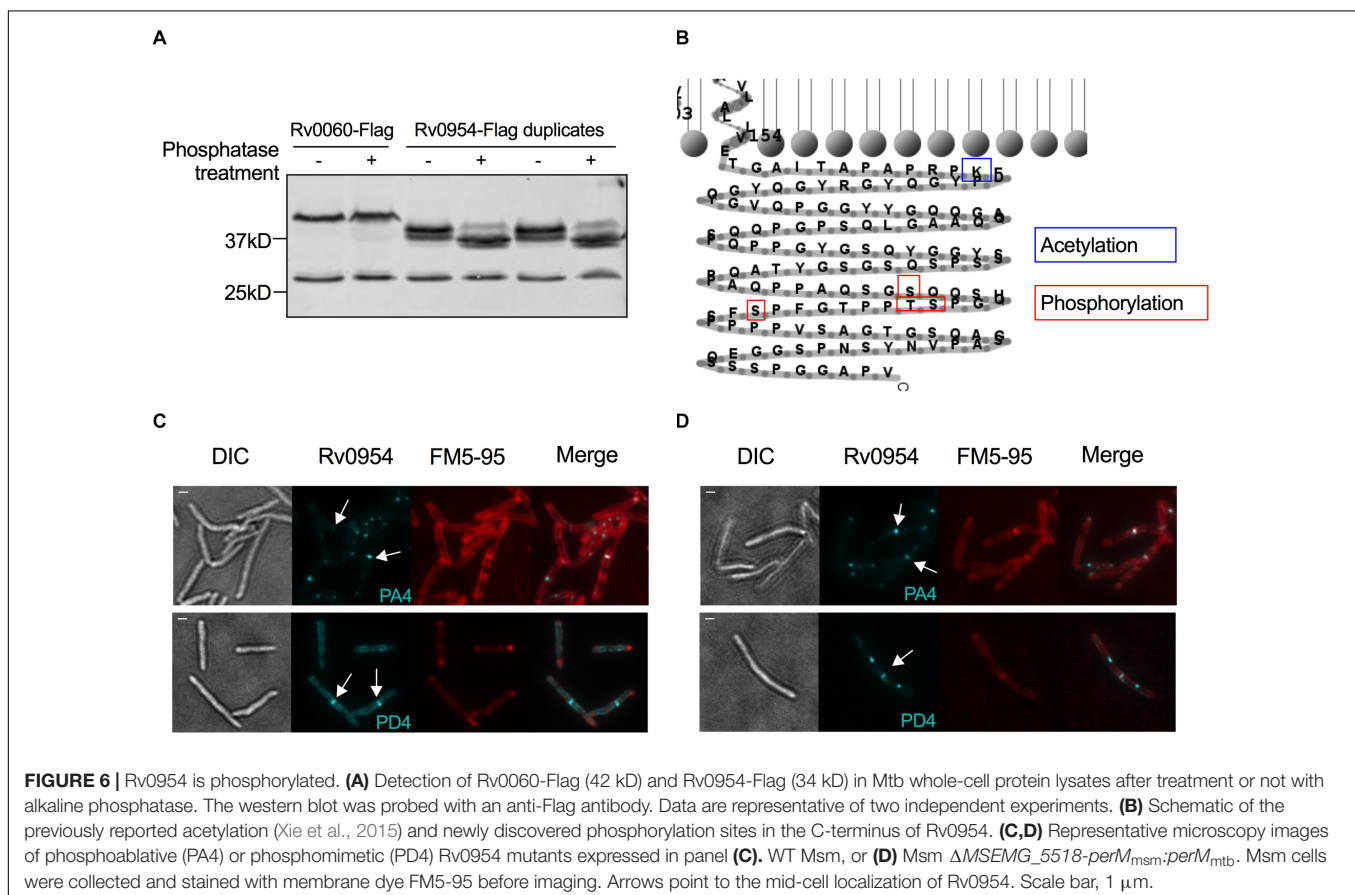 A
B
Rv0060-Flag Rv0954-Flag duplicates
Phosphatase treatment - + - + - +
37kD
25kD
V
L
A
L
L
V154
E
T G A I T A P A P R P K
Q G Y Q G Y R G Y Q G Y P D
Y G V Q P G G Y Y G Q Q G A
S Q Q P G P S Q L G A A Q Q
P Q P P G Y G S Q Y G G Y S
Q A T Y G S G S Q S P S S
P A Q P P A Q S G S Q Q S H
S F S P F G T P P T S P G Q
P P P P V S A G T G S Q A G
Q E G G S P N S Y N V P A S
S S S P G G A P V
C
Acetylation
Phosphorylation
C
DIC Rv0954 FM5-95 Merge
PA4
PD4
D
DIC Rv0954 FM5-95 Merge
PA4
PD4
FIGURE 6 | Rv0954 is phosphorylated. (A) Detection of Rv0060-Flag (42 kD) and Rv0954-Flag (34 kD) in Mtb whole-cell protein lysates after treatment or not with
alkaline phosphatase. The western blot was probed with an anti-Flag antibody. Data are representative of two independent experiments. (B) Schematic of the
previously reported acetylation (Xie et al., 2015) and newly discovered phosphorylation sites in the C-terminus of Rv0954. (C,D) Representative microscopy images
of phosphoablative (PA4) or phosphomimetic (PD4) Rv0954 mutants expressed in panel (C). WT Msm, or (D) Msm ΔMSEMG_5518-perMmsm:perMmtb. Msm cells
were collected and stained with membrane dye FM5-95 before imaging. Arrows point to the mid-cell localization of Rv0954. Scale bar, 1 μm.